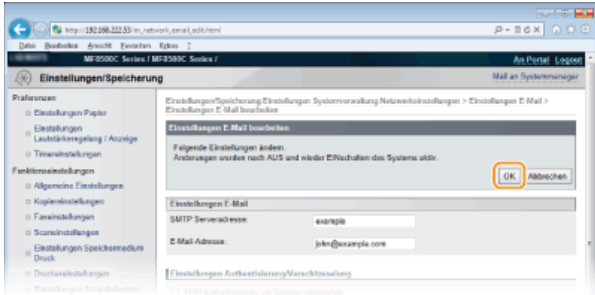 http://192.168.222.53/m_network_email_edit.html
Datei Bearbeiten Ansicht Favoriten Extras ?
MF8500C Series / MF8500C Series /
An Portal Logout
Einstellungen/Speicherung
Mail an Systemmanager
Präferenzen
Einstellungen Papier
Einstellungen
Lautstärkeregelung / Anzeige
Timereinstellungen
Funktionseinstellungen
Allgemeine Einstellungen
Kopiereinstellungen
Faxeinstellungen
Scaneinstellungen
Einstellungen Speichermedium
Druck
Druckereinstellungen
Einstellungen/Speicherung:Einstellungen Systemverwaltung:Netzwerkeinstellungen > Einstellungen E-Mail >
Einstellungen E-Mail bearbeiten
Einstellungen E-Mail bearbeiten
Folgende Einstellungen ändern.
Änderungen werden nach AUS und wieder EINschalten des Systems aktiv.
OK Abbrechen
Einstellungen E-Mail
SMTP Serveradresse: example
E-Mail-Adresse: john@example.com
Einstellungen Authentisierung/Verschlüsselung